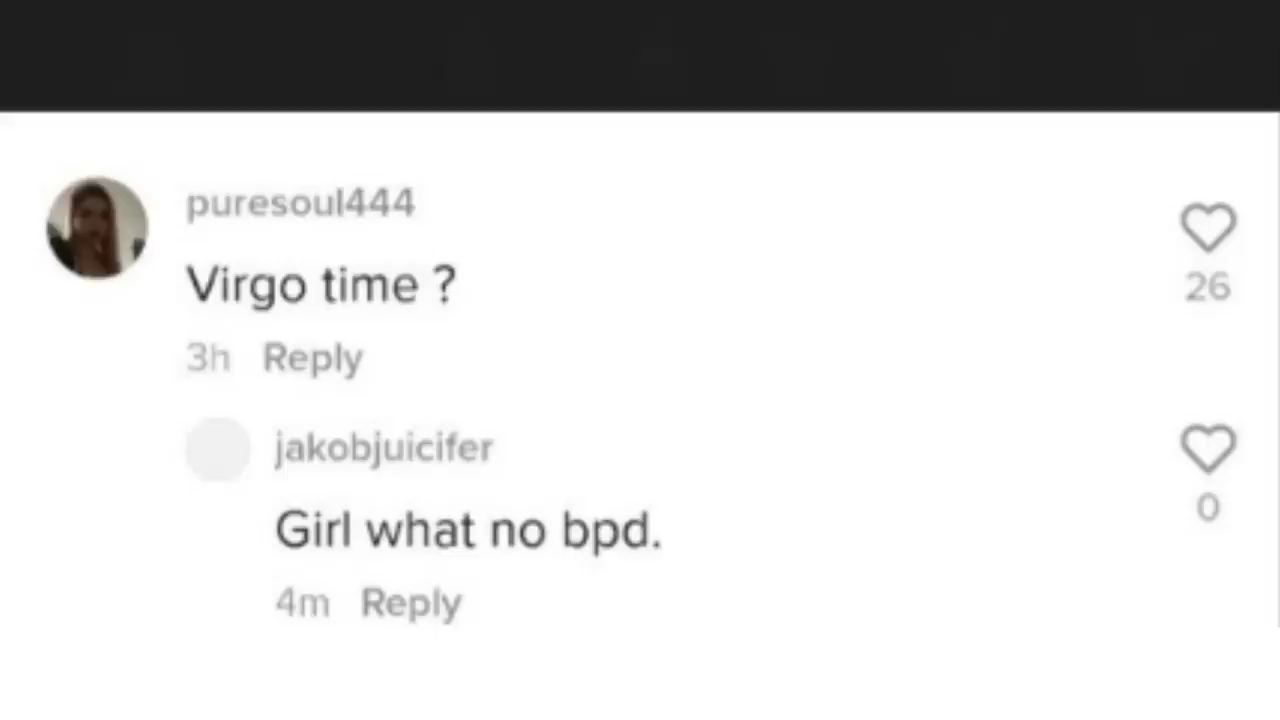 puresoul444
Virgo time ?
26
3h Reply
jakobjuicifer
Girl what no bpd.
0
4m Reply